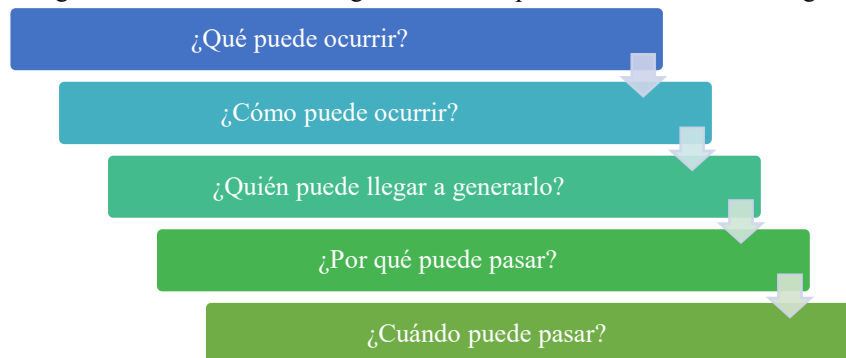 ¿Qué puede ocurrir?
¿Cómo puede ocurrir?
¿Quién puede llegar a generarlo?
¿Por qué puede pasar?
¿Cuándo puede pasar?